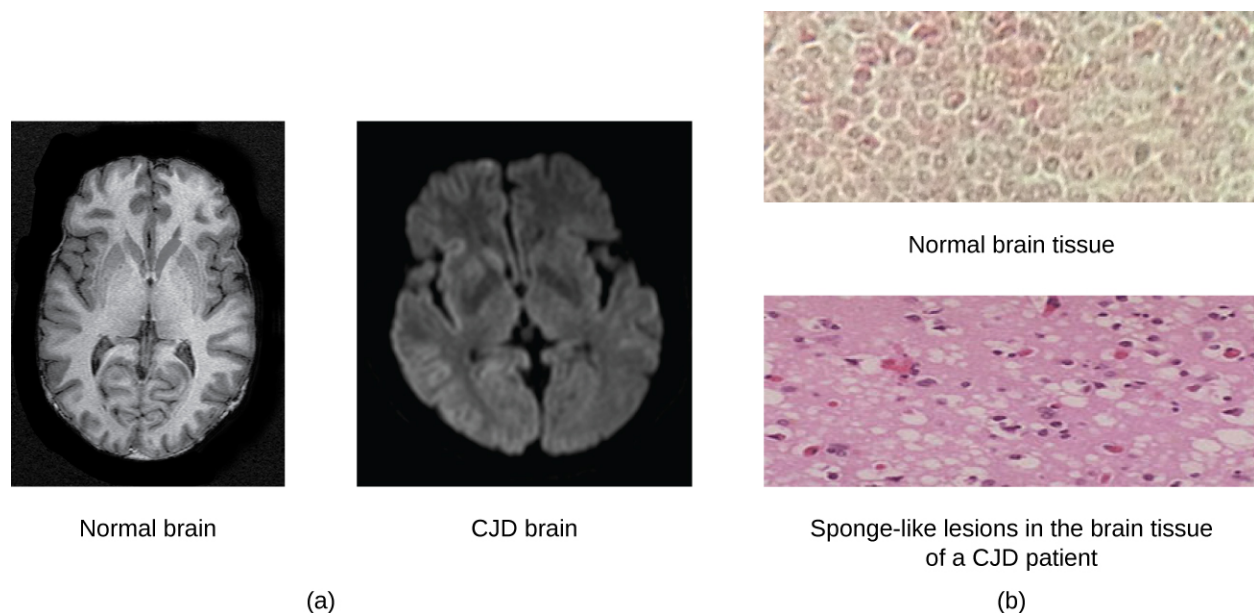 Normal brain
CJD brain
(a)
Normal brain tissue
Sponge-like lesions in the brain tissue
of a CJD patient
(b)